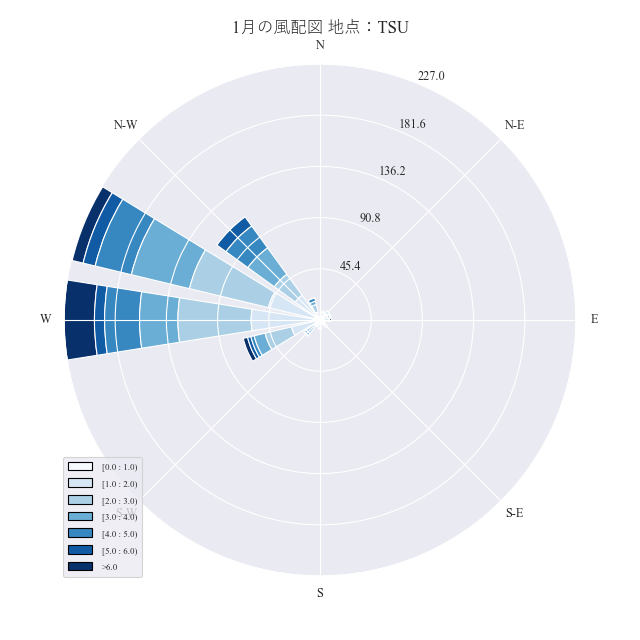 1月の風配図 地点：TSU
N
227.0
N-W
181.6
N-E
136.2
90.8
45.4
W
E
[0.0 : 1.0)
[1.0 : 2.0)
[2.0 : 3.0)
[3.0 : 4.0)
[4.0 : 5.0)
[5.0 : 6.0)
>6.0
S-W
S-E
S